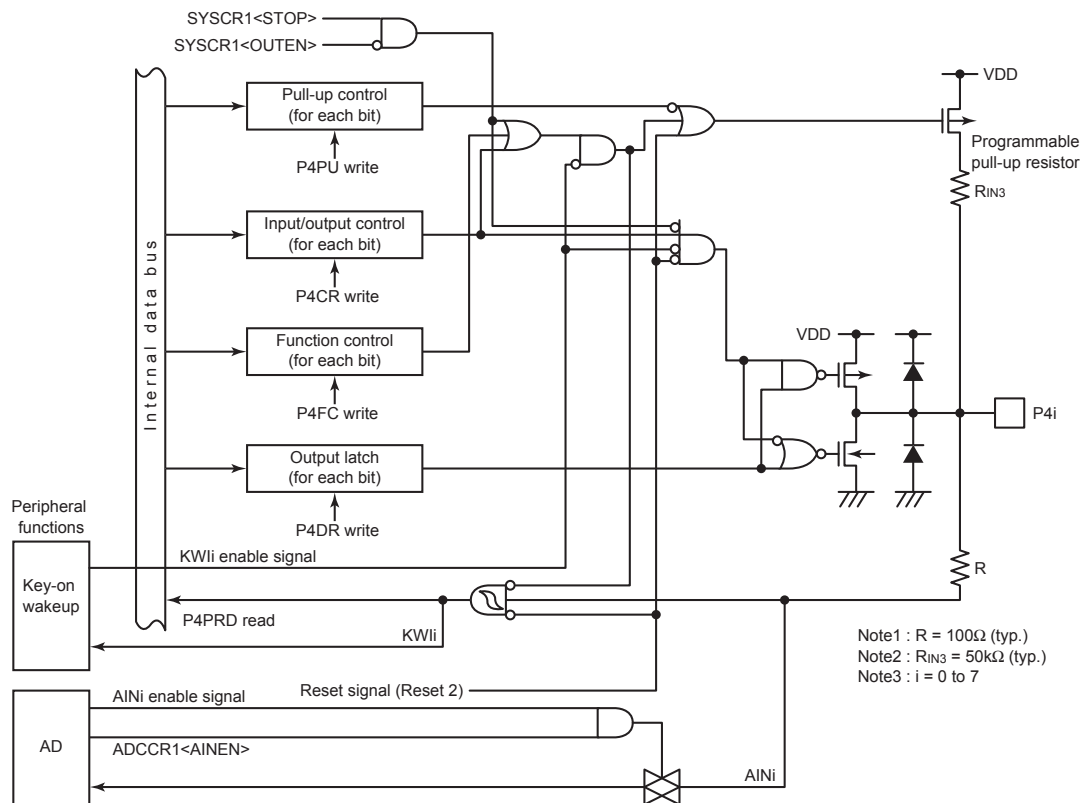 SYSCR1<STOP>
SYSCR1<OUTEN>
VDD
Pull-up control
(for each bit)
P4PU write
Programmable
pull-up resistor
RIN3
Internal data bus
Input/output control
(for each bit)
P4CR write
Function control
(for each bit)
P4FC write
VDD
P4i
Output latch
(for each bit)
P4DR write
Peripheral
functions
KWIi enable signal
Key-on
wakeup
R
P4PRD read
KWIi
Note1 : R = 100Ω (typ.)
Note2 : RIN3 = 50kΩ (typ.)
Note3 : i = 0 to 7
Reset signal (Reset 2)
AINi enable signal
AD
ADCCR1<AINEN>
AINi